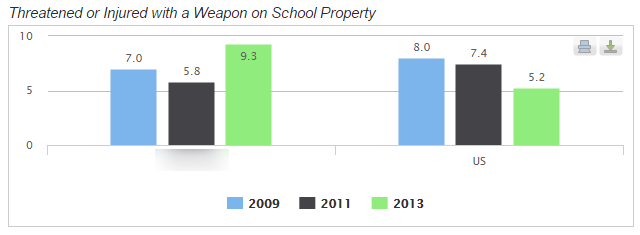 Threatened or Injured with a Weapon on School Property
10
5
0
7.0 5.8 9.3
8.0 7.4 5.2
US
2009 2011 2013